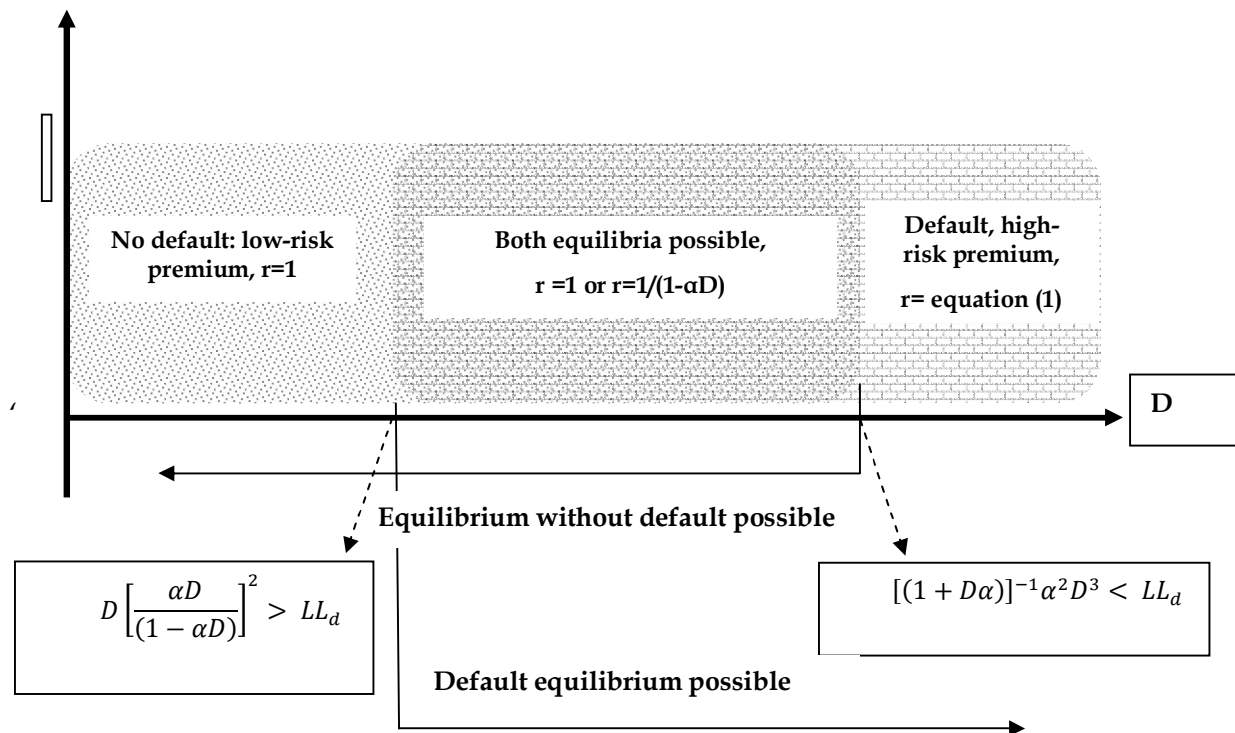 No default: low-risk
premium, r=1
Both equilibria possible,
r =1 or r=1/(1-αD)
Default, high-
risk premium,
r= equation (1)
‘
D
Equilibrium without default possible
D[αD/(1 − αD)]² > LL_d
[(1 + Dα)]⁻¹α²D³ < LL_d
Default equilibrium possible